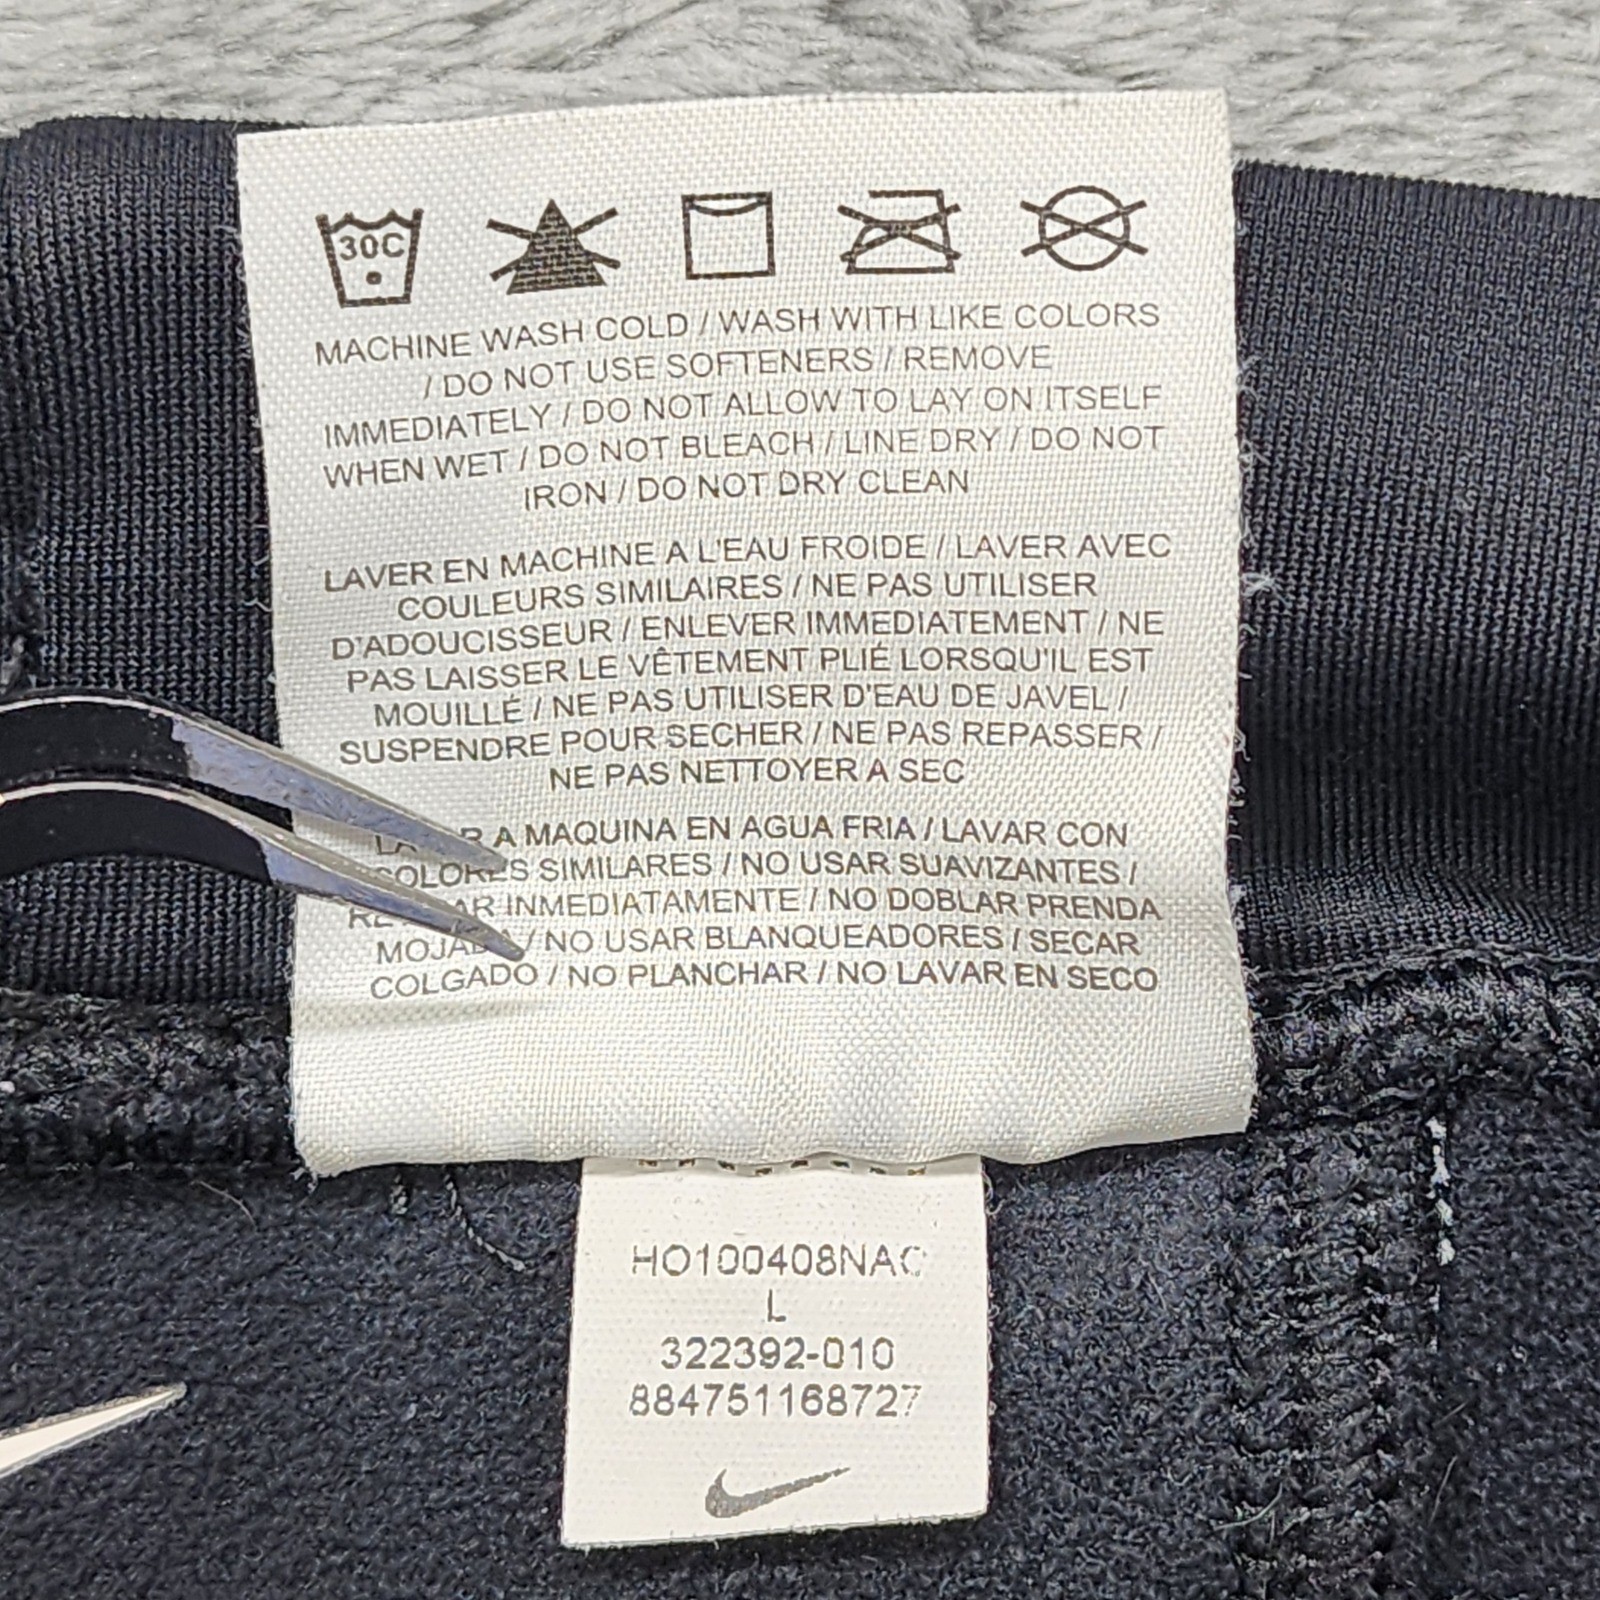 30C
MACHINE WASH COLD / WASH WITH LIKE COLORS
/ DO NOT USE SOFTENERS / REMOVE
IMMEDIATELY / DO NOT ALLOW TO LAY ON ITSELF
WHEN WET / DO NOT BLEACH / LINE DRY / DO NOT
IRON / DO NOT DRY CLEAN
LAVER EN MACHINE A L'EAU FROIDE / LAVER AVEC
COULEURS SIMILAIRES / NE PAS UTILISER
D'ADOUCISSEUR / ENLEVER IMMEDIATEMENT / NE
PAS LAISSER LE VÊTEMENT PLIÉ LORSQU'IL EST
MOUILLÉ / NE PAS UTILISER D'EAU DE JAVEL /
SUSPENDRE POUR SECHER / NE PAS REPASSER /
NE PAS NETTOYER A SEC
A MAQUINA EN AGUA FRIA / LAVAR CON
COLORES SIMILARES / NO USAR SUAVIZANTES /
INMEDIATAMENTE / NO DOBLAR PRENDA
/ NO USAR BLANQUEADORES / SECAR
COLGADO / NO PLANCHAR / NO LAVAR EN SECO
HO100408NAC
L
322392-010
884751168727